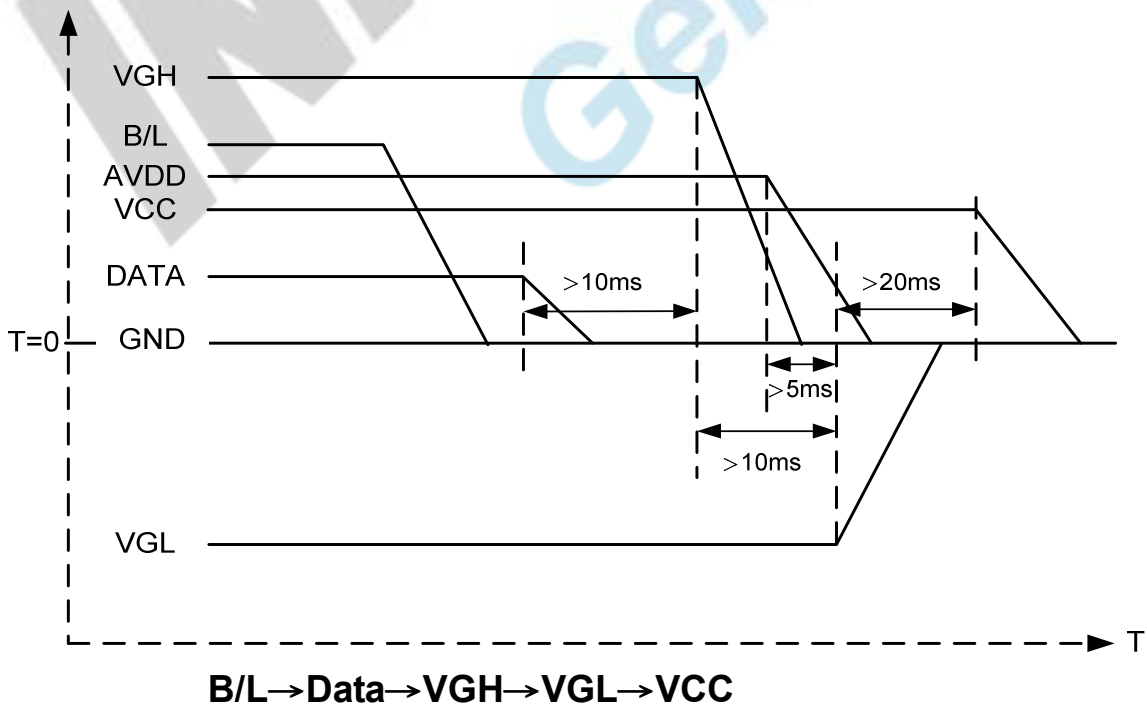 VGH
B/L
AVDD
VCC
DATA
>10ms
>20ms
T=0
GND
>5ms
>10ms
VGL
T
B/L→Data→VGH→VGL→VCC